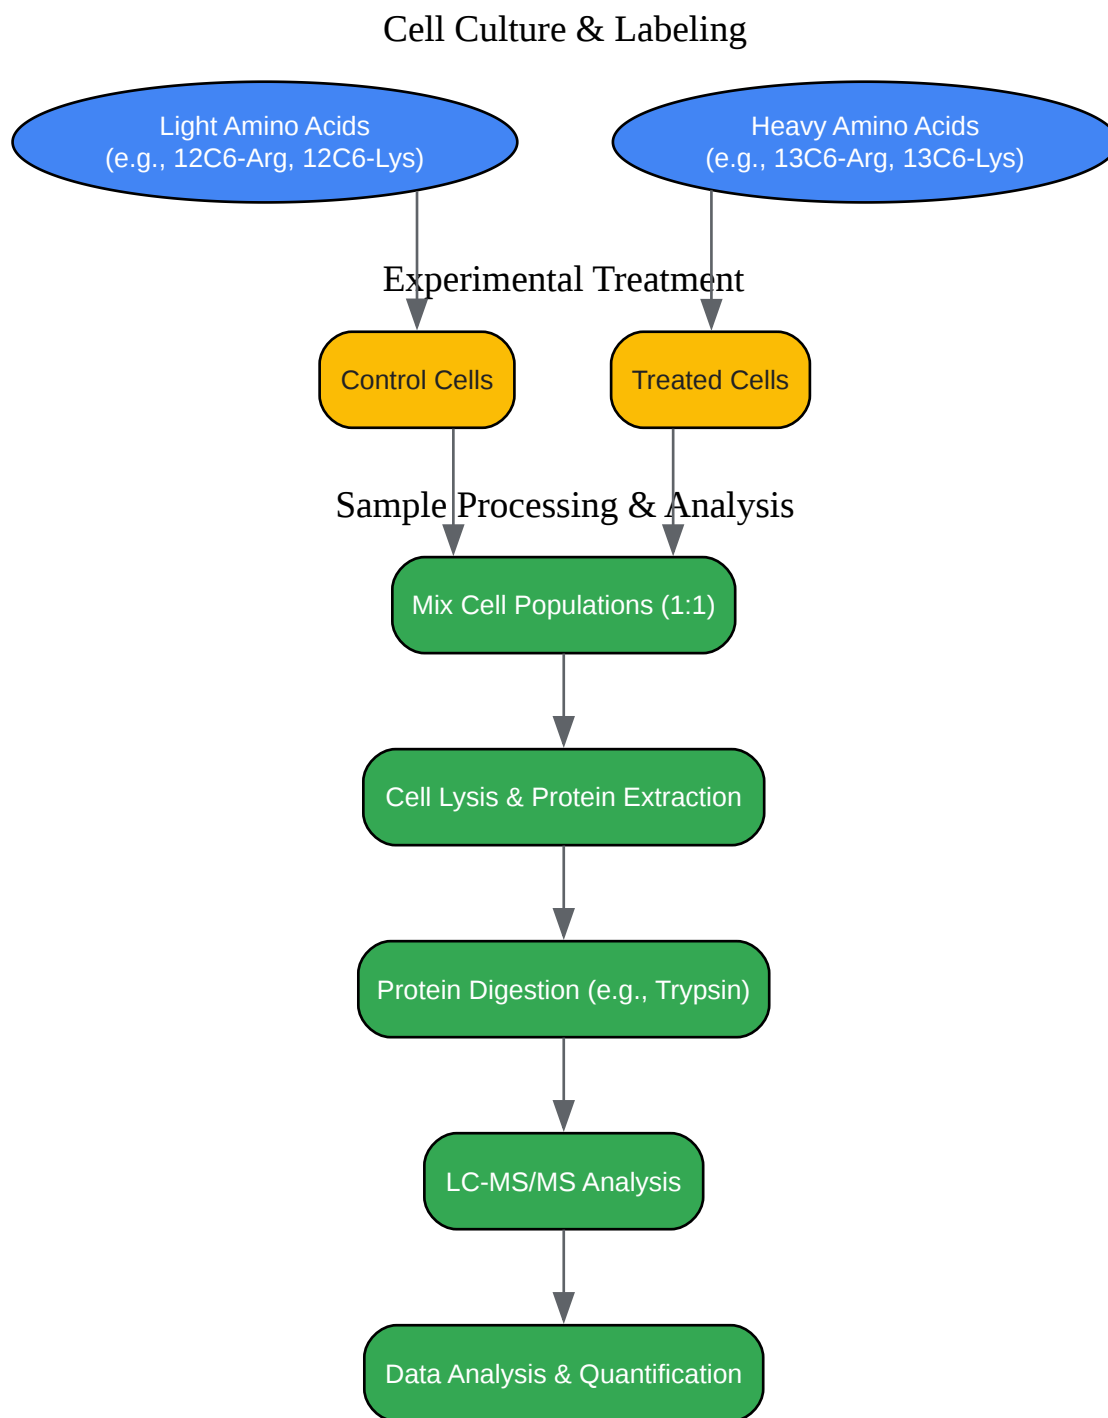 Cell Culture & Labeling
Light Amino Acids
(e.g., 12C6-Arg, 12C6-Lys)
Heavy Amino Acids
(e.g., 13C6-Arg, 13C6-Lys)
Experimental Treatment
Control Cells
Treated Cells
Sample Processing & Analysis
Mix Cell Populations (1:1)
Cell Lysis & Protein Extraction
Protein Digestion (e.g., Trypsin)
LC-MS/MS Analysis
Data Analysis & Quantification